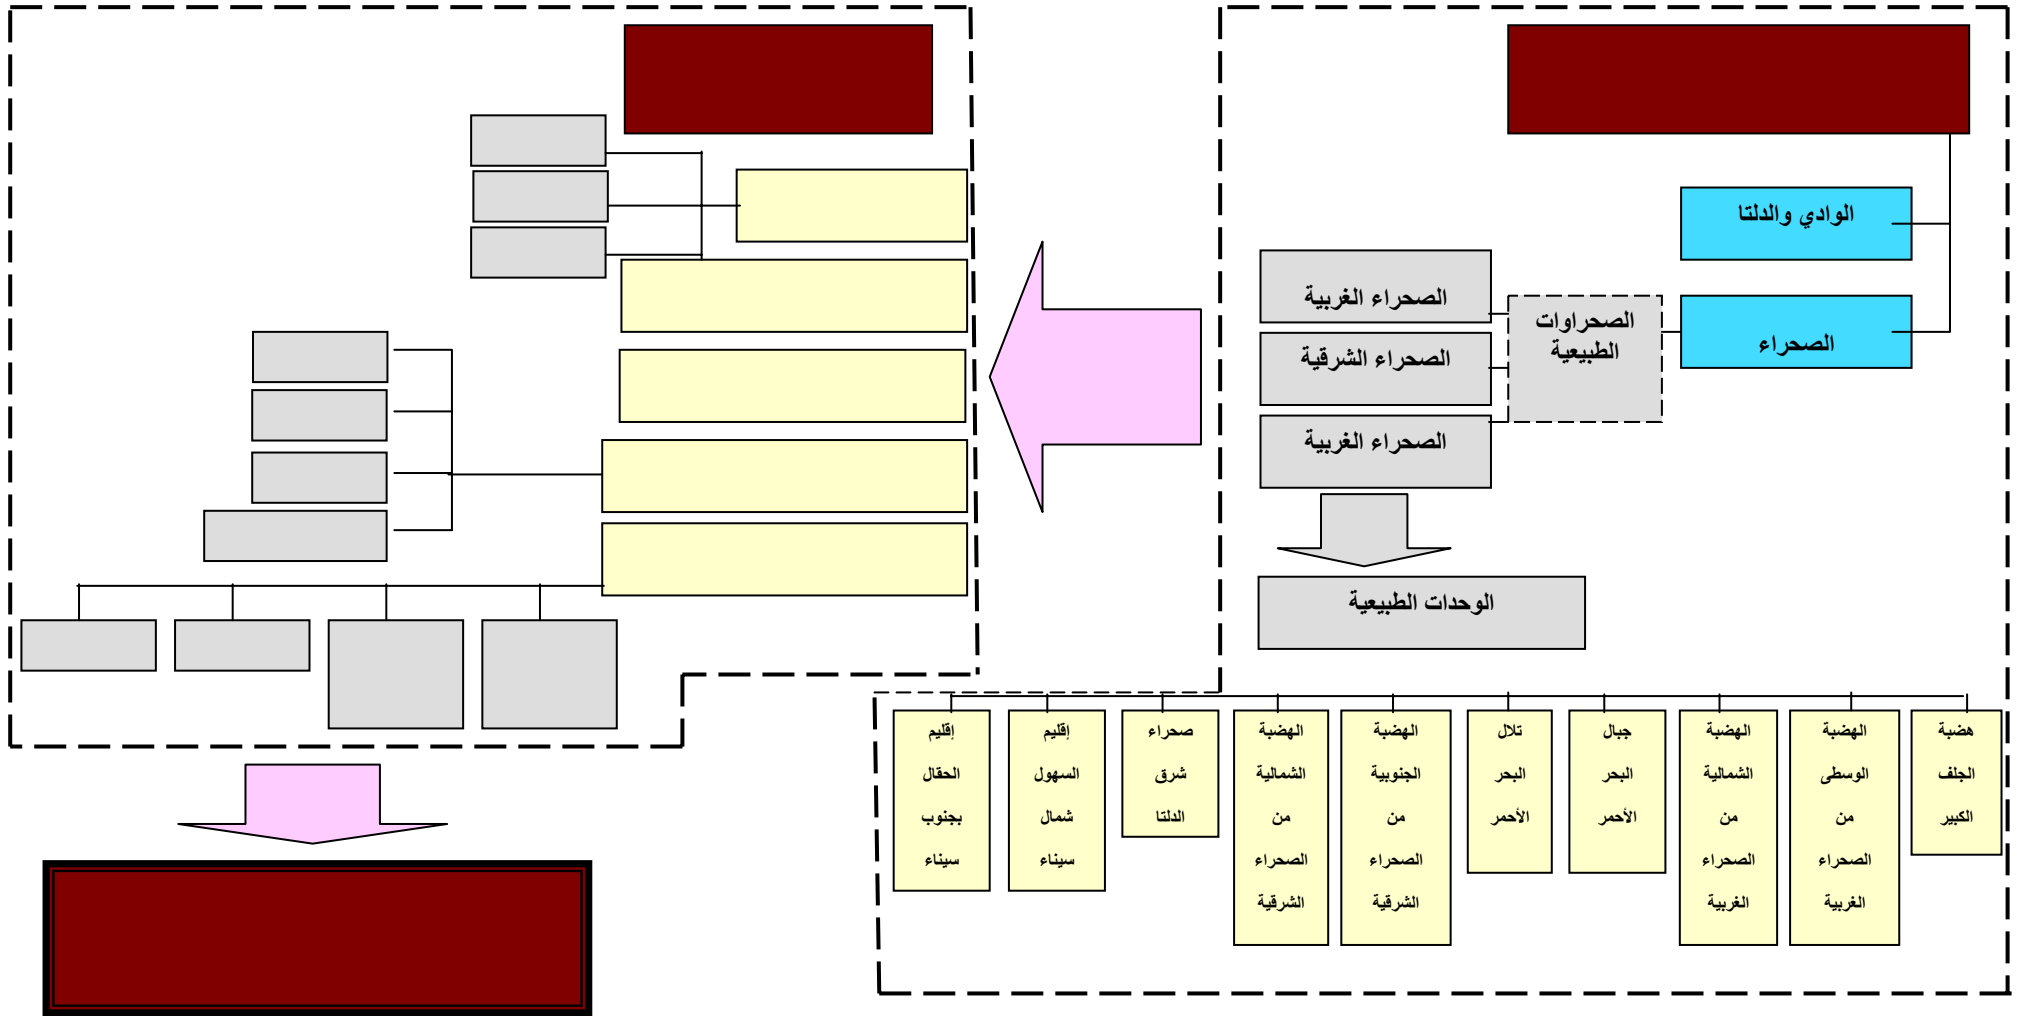 الوادي والدلتا
الصحراء
الصحراوات
الطبيعية
الصحراء الغربية
الصحراء الشرقية
الصحراء الغربية
الوحدات الطبيعية
هضبة
الجلف
الكبير
الهضبة
الوسطى
من
الصحراء
الغربية
الهضبة
الشمالية
من
الصحراء
الغربية
جبال
البحر
الأحمر
تلال
البحر
الأحمر
الهضبة
الجنوبية
من
الصحراء
الشرقية
الهضبة
الشمالية
من
الصحراء
الشرقية
صحراء
شرق
الدلتا
إقليم
السهول
شمال
سيناء
إقليم
الحقال
بجنوب
سيناء